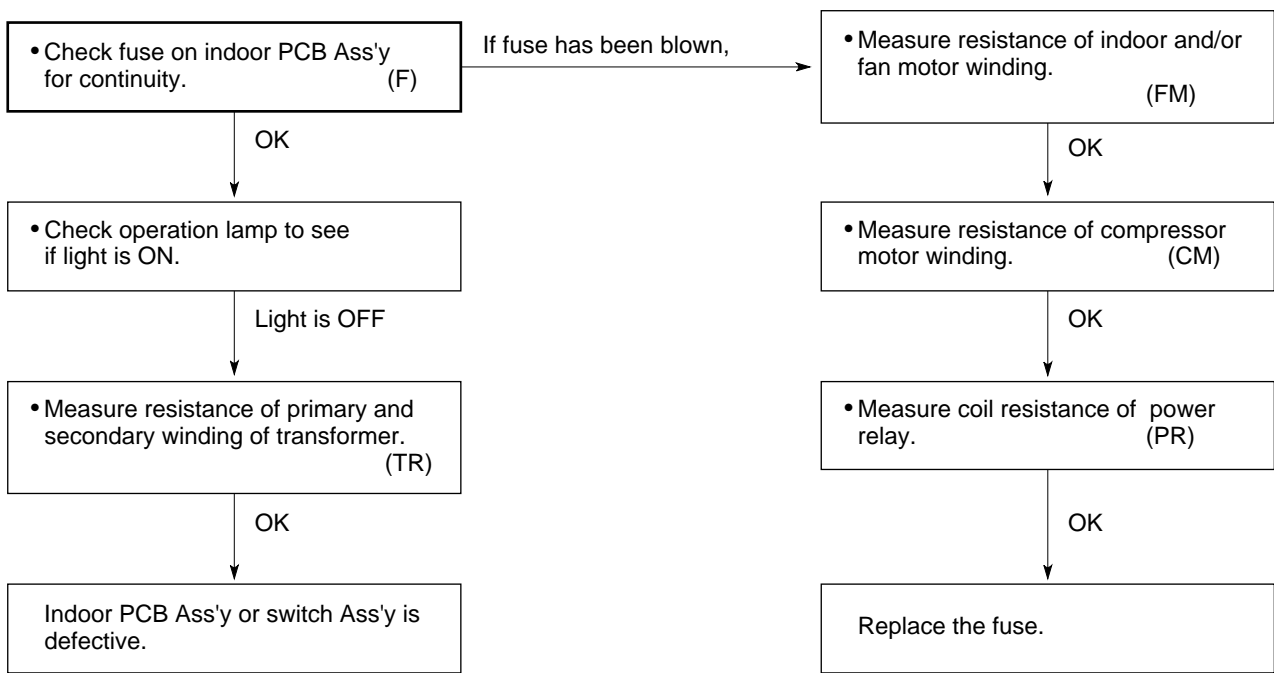 • Check fuse on indoor PCB Ass'y
for continuity. (F)
If fuse has been blown,
• Measure resistance of indoor and/or
fan motor winding.
(FM)
OK
OK
• Check operation lamp to see
if light is ON.
• Measure resistance of compressor
motor winding. (CM)
Light is OFF
OK
• Measure resistance of primary and
secondary winding of transformer.
(TR)
• Measure coil resistance of power
relay. (PR)
OK
OK
Indoor PCB Ass'y or switch Ass'y is
defective.
Replace the fuse.